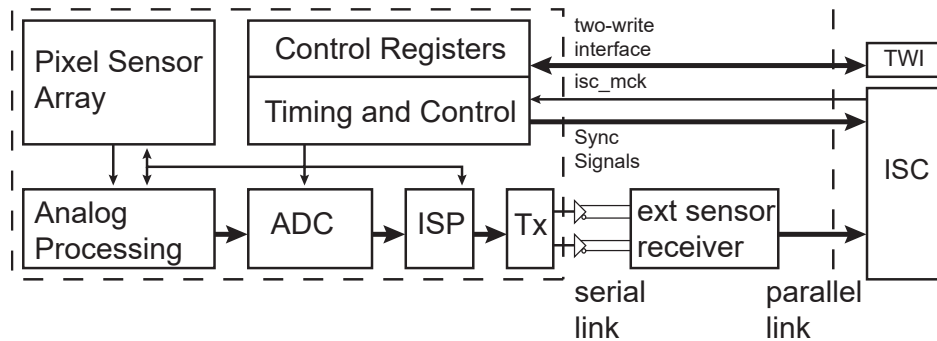 Pixel Sensor
Array
Control Registers
Timing and Control
two-write
interface
isc_mck
Sync
Signals
TWI
ISC
Analog
Processing
ADC
ISP
Tx
ext sensor
receiver
serial
link
parallel
link